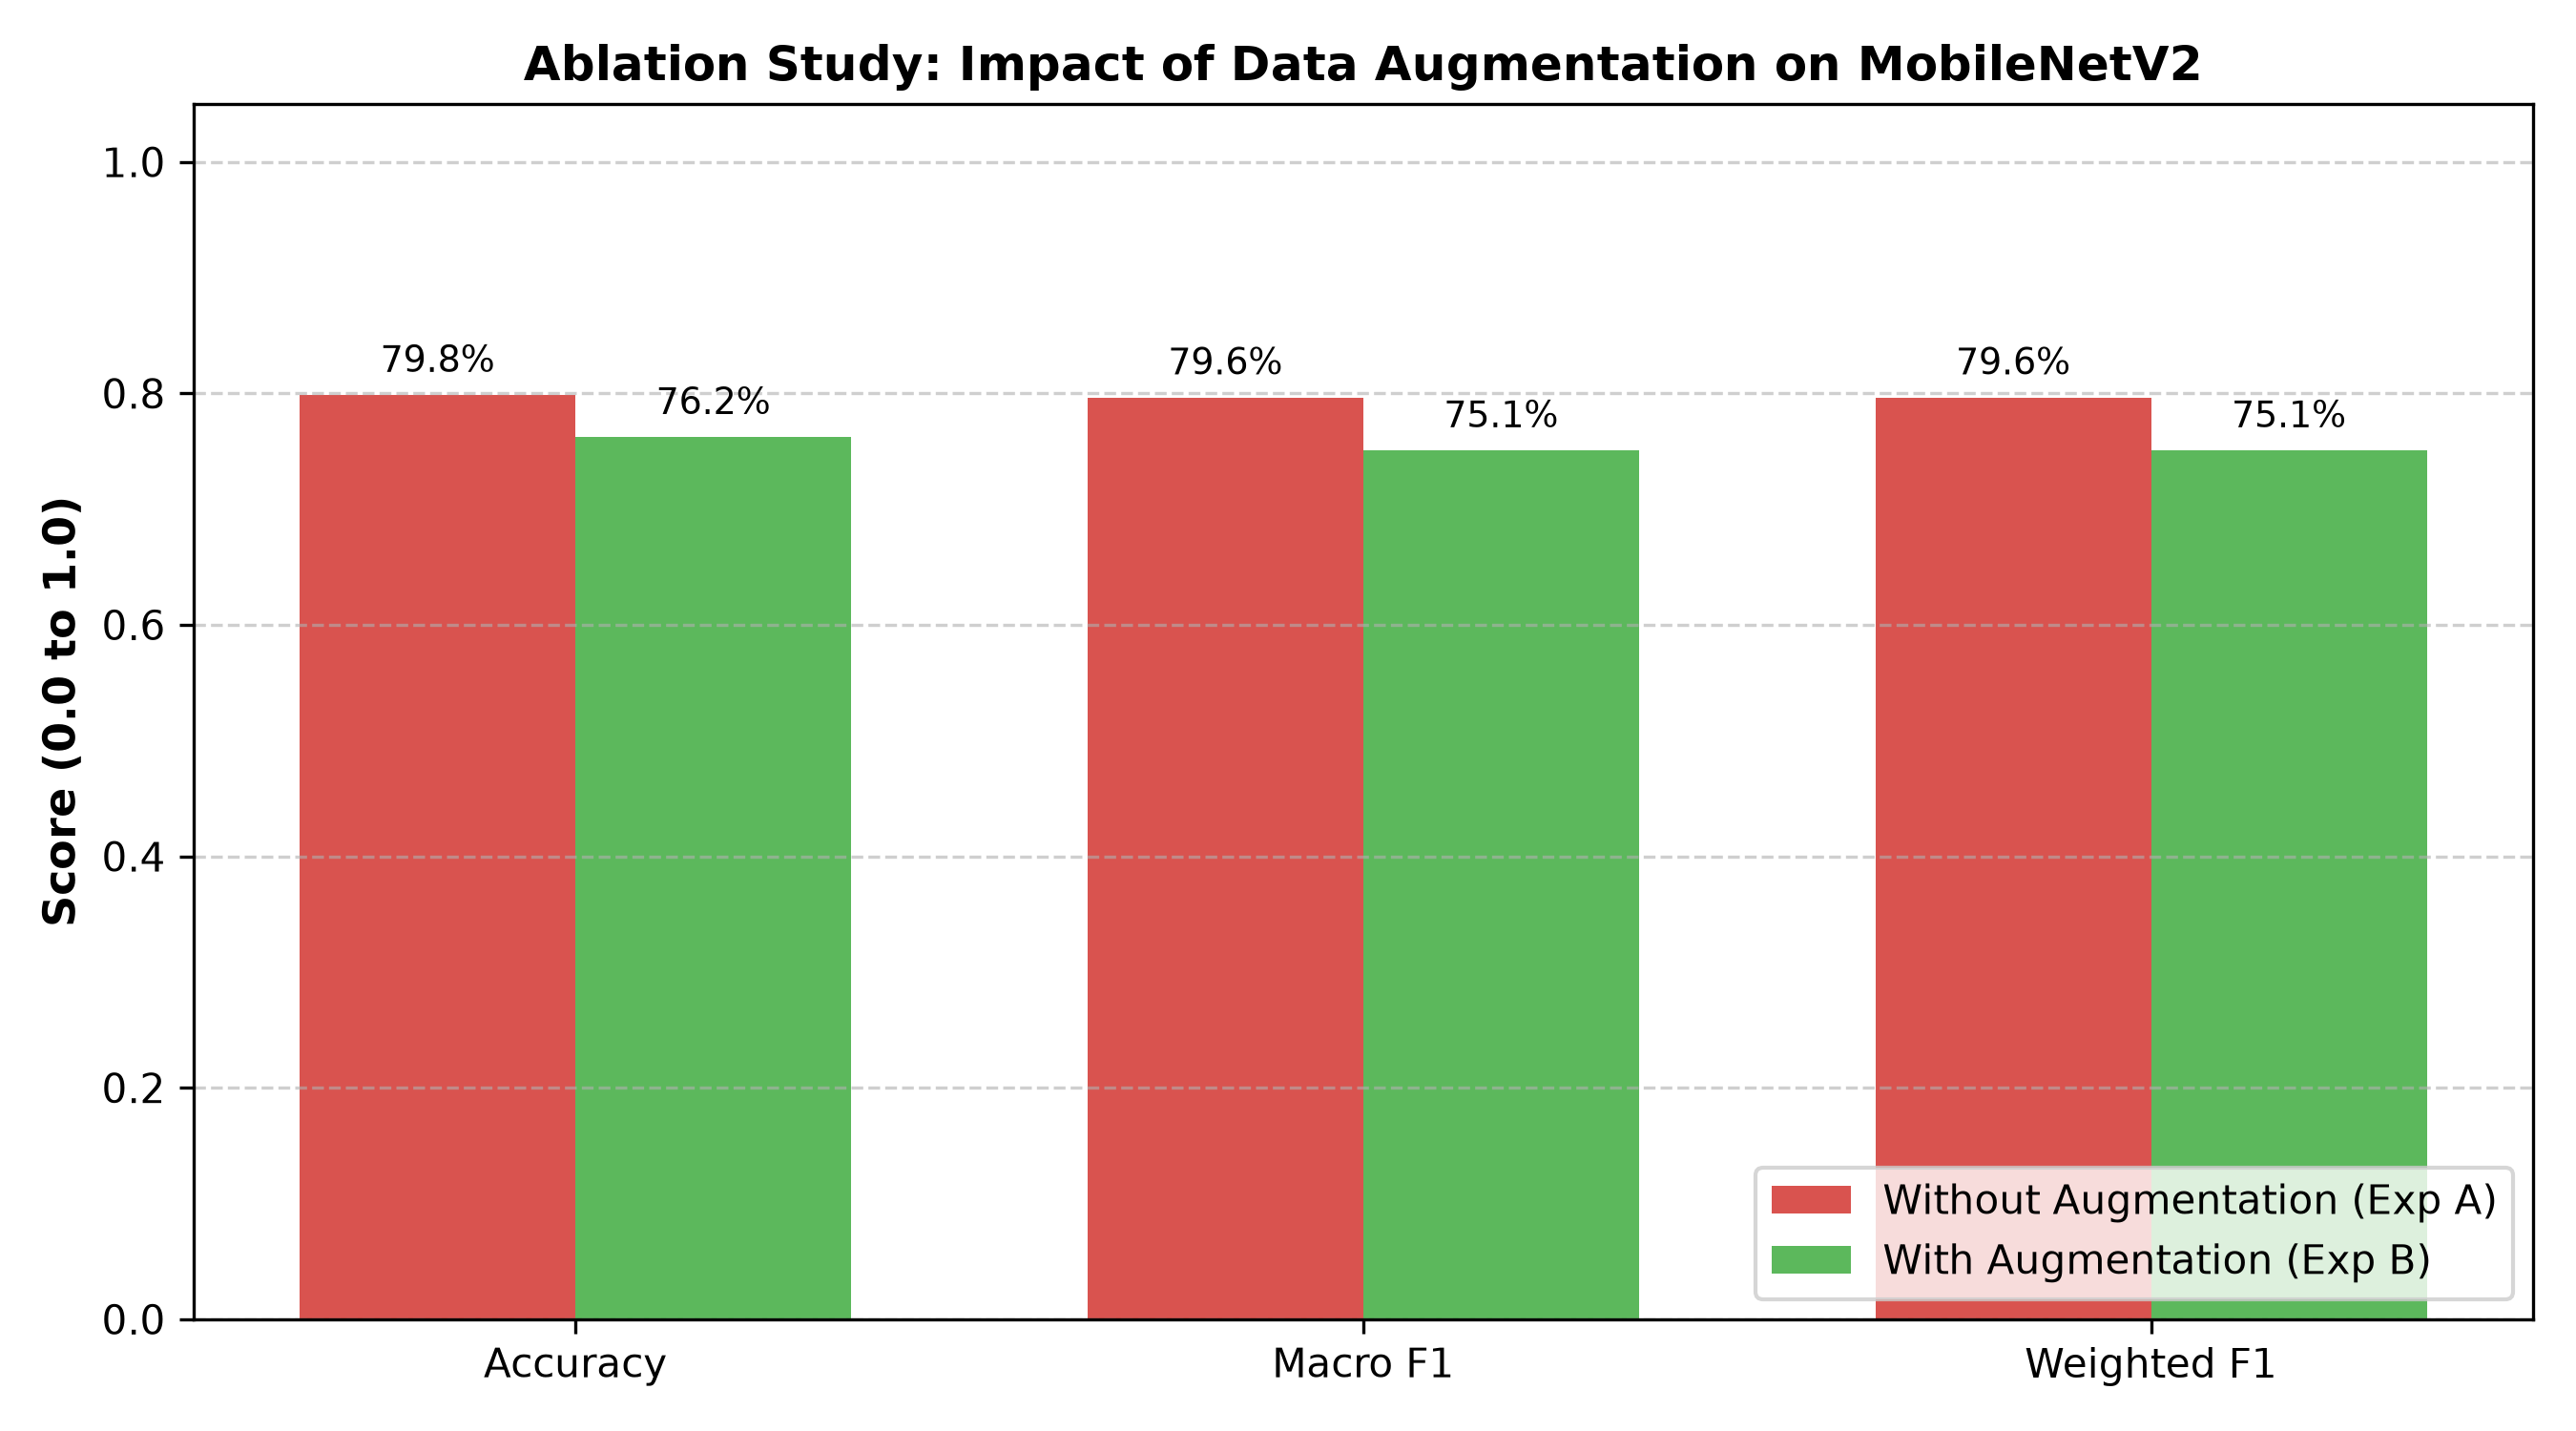 Ablation Study: Impact of Data Augmentation on MobileNetV2
Score (0.0 to 1.0)
1.0
0.8
0.6
0.4
0.2
0.0
79.8%
76.2%
79.6%
75.1%
79.6%
75.1%
Without Augmentation (Exp A)
With Augmentation (Exp B)
Accuracy
Macro F1
Weighted F1